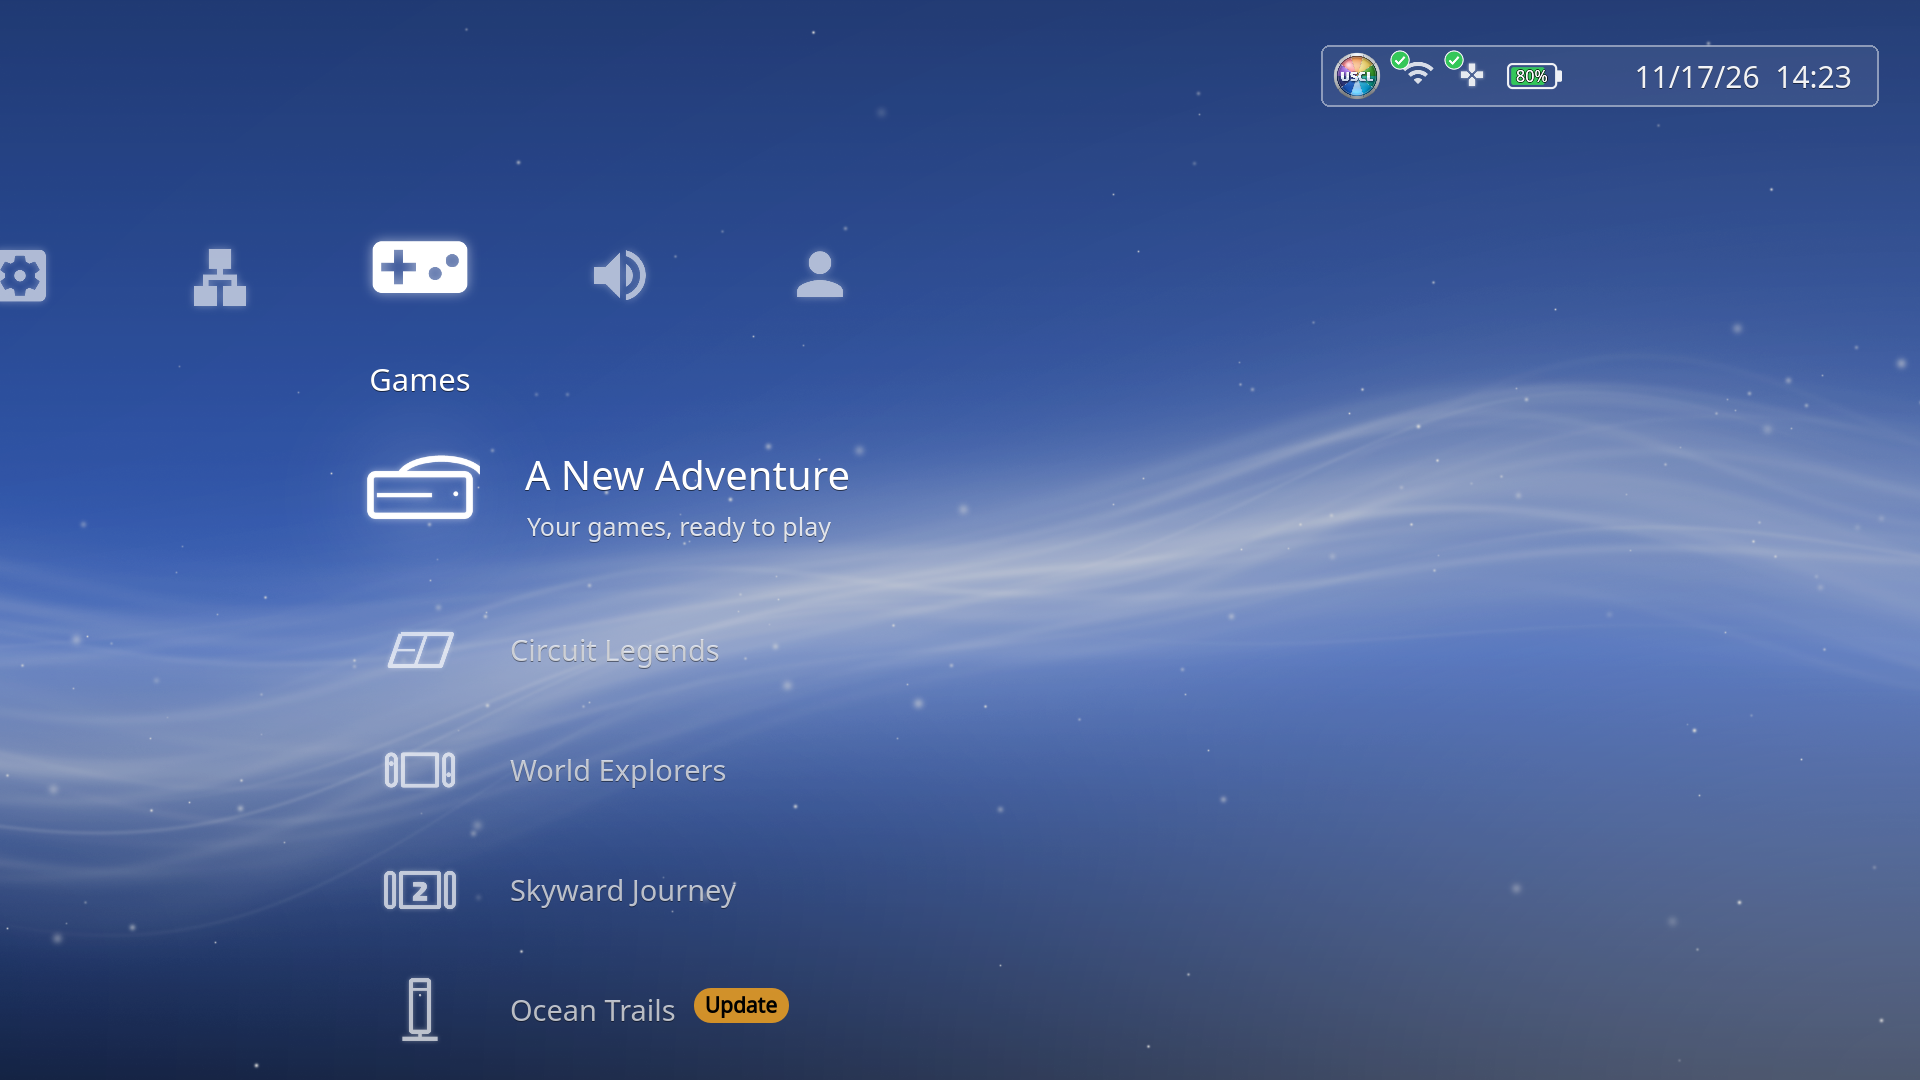 USCL
80%
11/17/26 14:23
Games
A New Adventure
Your games, ready to play
Circuit Legends
World Explorers
2
Skyward Journey
Ocean Trails Update